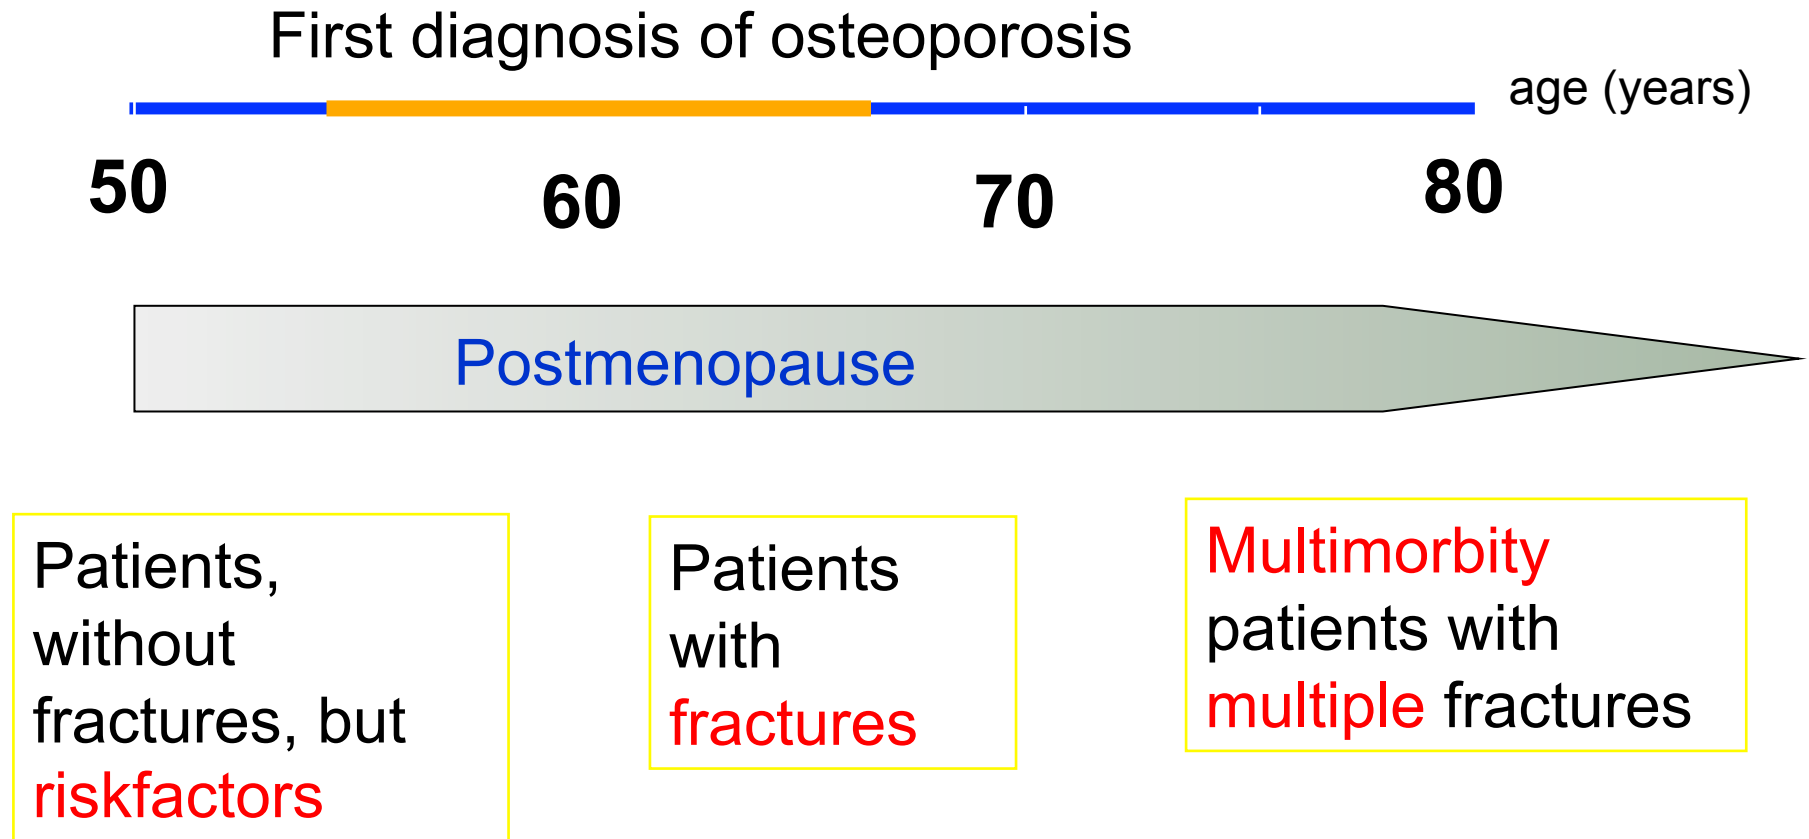 First diagnosis of osteoporosis
age (years)
50
60
70
80
Postmenopause
Patients,
without
fractures, but
riskfactors
Patients
with
fractures
Multimorbity
patients with
multiple fractures